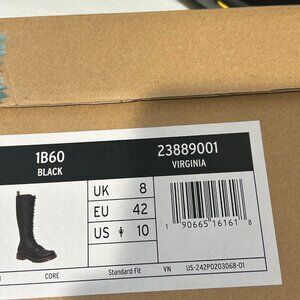 1B60
BLACK
23889001
VIRGINIA
UK 8
EU 42
US 10
1 90665 16161 8
CORE
Standard Fit
VN
US-242P0203068-01